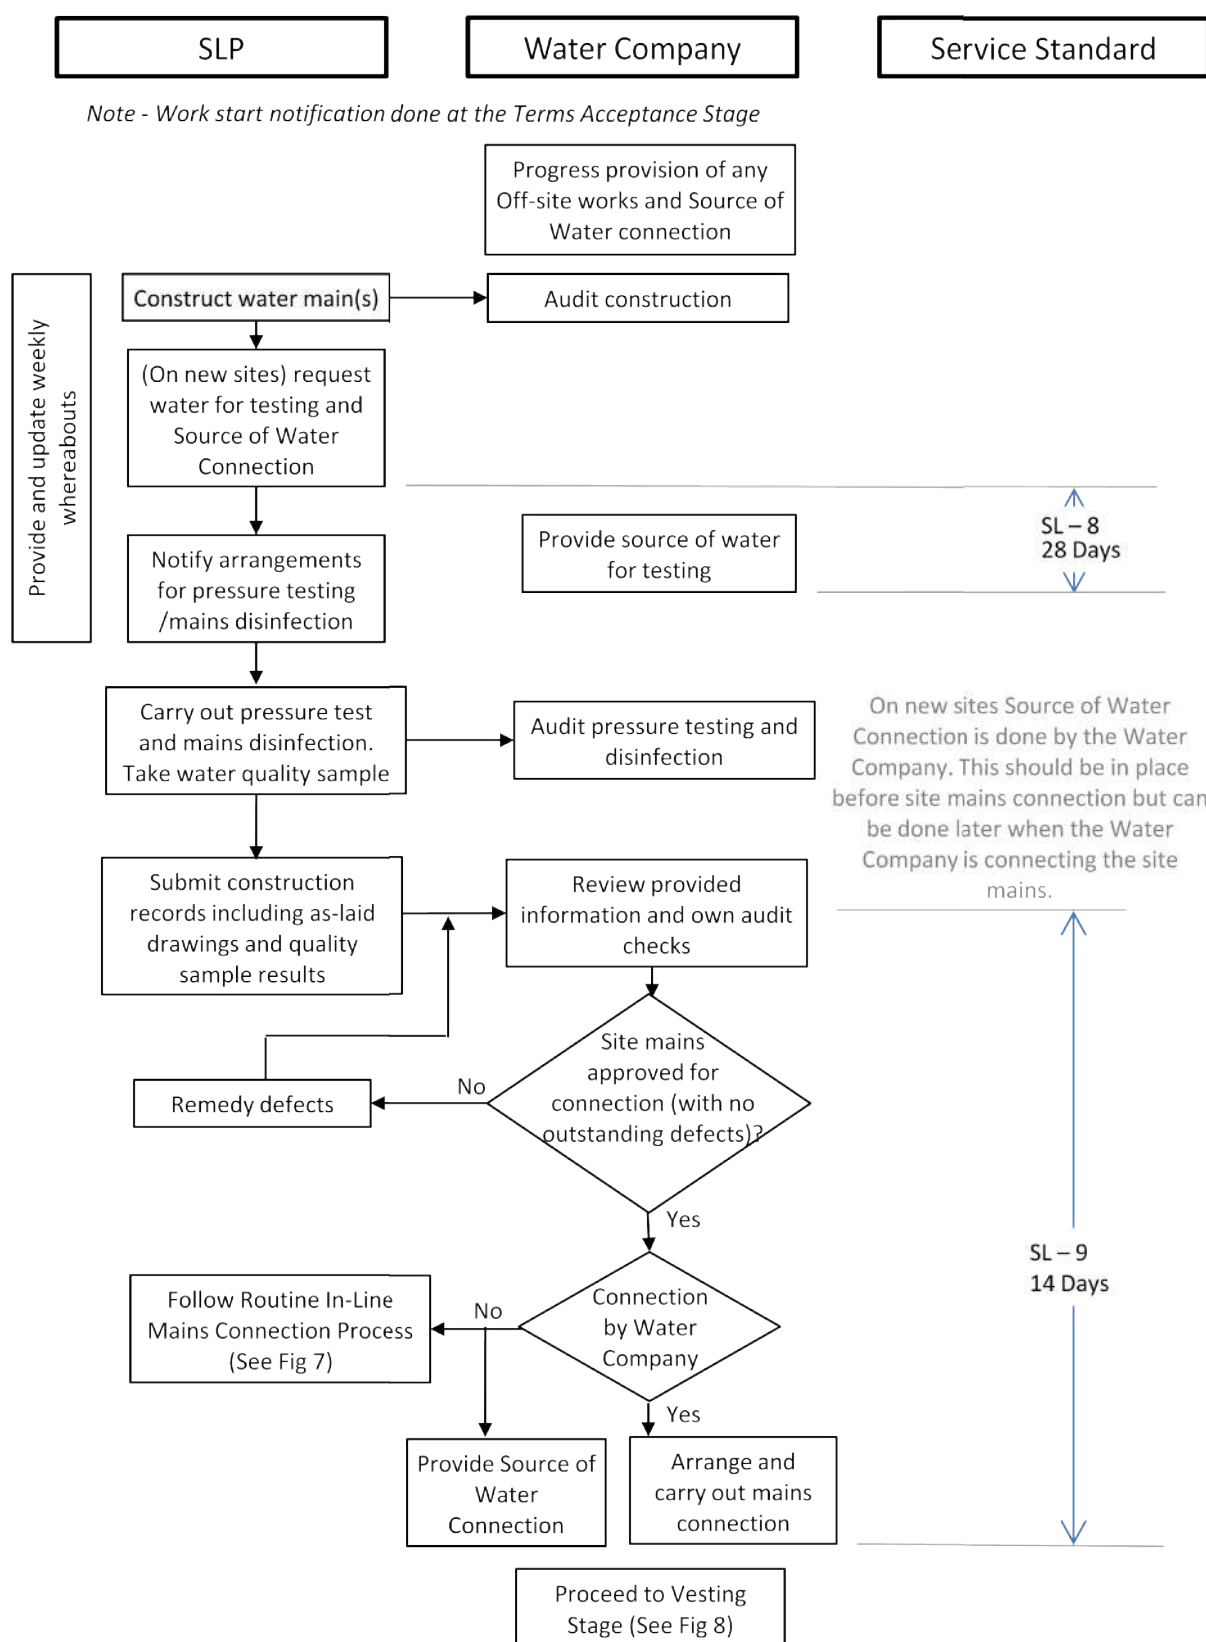 SLP
Water Company
Service Standard
Note - Work start notification done at the Terms Acceptance Stage
Progress provision of any
Off-site works and Source of
Water connection
Provide and update weekly
whereabouts
Construct water main(s)
Audit construction
(On new sites) request
water for testing and
Source of Water
Connection
SL – 8
28 Days
Provide source of water
for testing
Notify arrangements
for pressure testing
/mains disinfection
Carry out pressure test
and mains disinfection.
Take water quality sample
Audit pressure testing and
disinfection
On new sites Source of Water
Connection is done by the Water
Company. This should be in place
before site mains connection but can
be done later when the Water
Company is connecting the site
mains.
Submit construction
records including as-laid
drawings and quality
sample results
Review provided
information and own audit
checks
Site mains
approved for
connection (with no
outstanding defects)?
No
Remedy defects
Yes
SL – 9
14 Days
Connection
by Water
Company
No
Follow Routine In-Line
Mains Connection Process
(See Fig 7)
Yes
Provide Source of
Water
Connection
Arrange and
carry out mains
connection
Proceed to Vesting
Stage (See Fig 8)